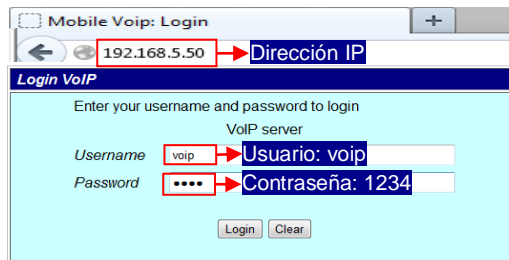 Mobile Voip: Login
+
192.168.5.50 Dirección IP
Login VoIP
Enter your username and password to login
VoIP server
Username voip Usuario: voip
Password •••• Contraseña: 1234
Login Clear